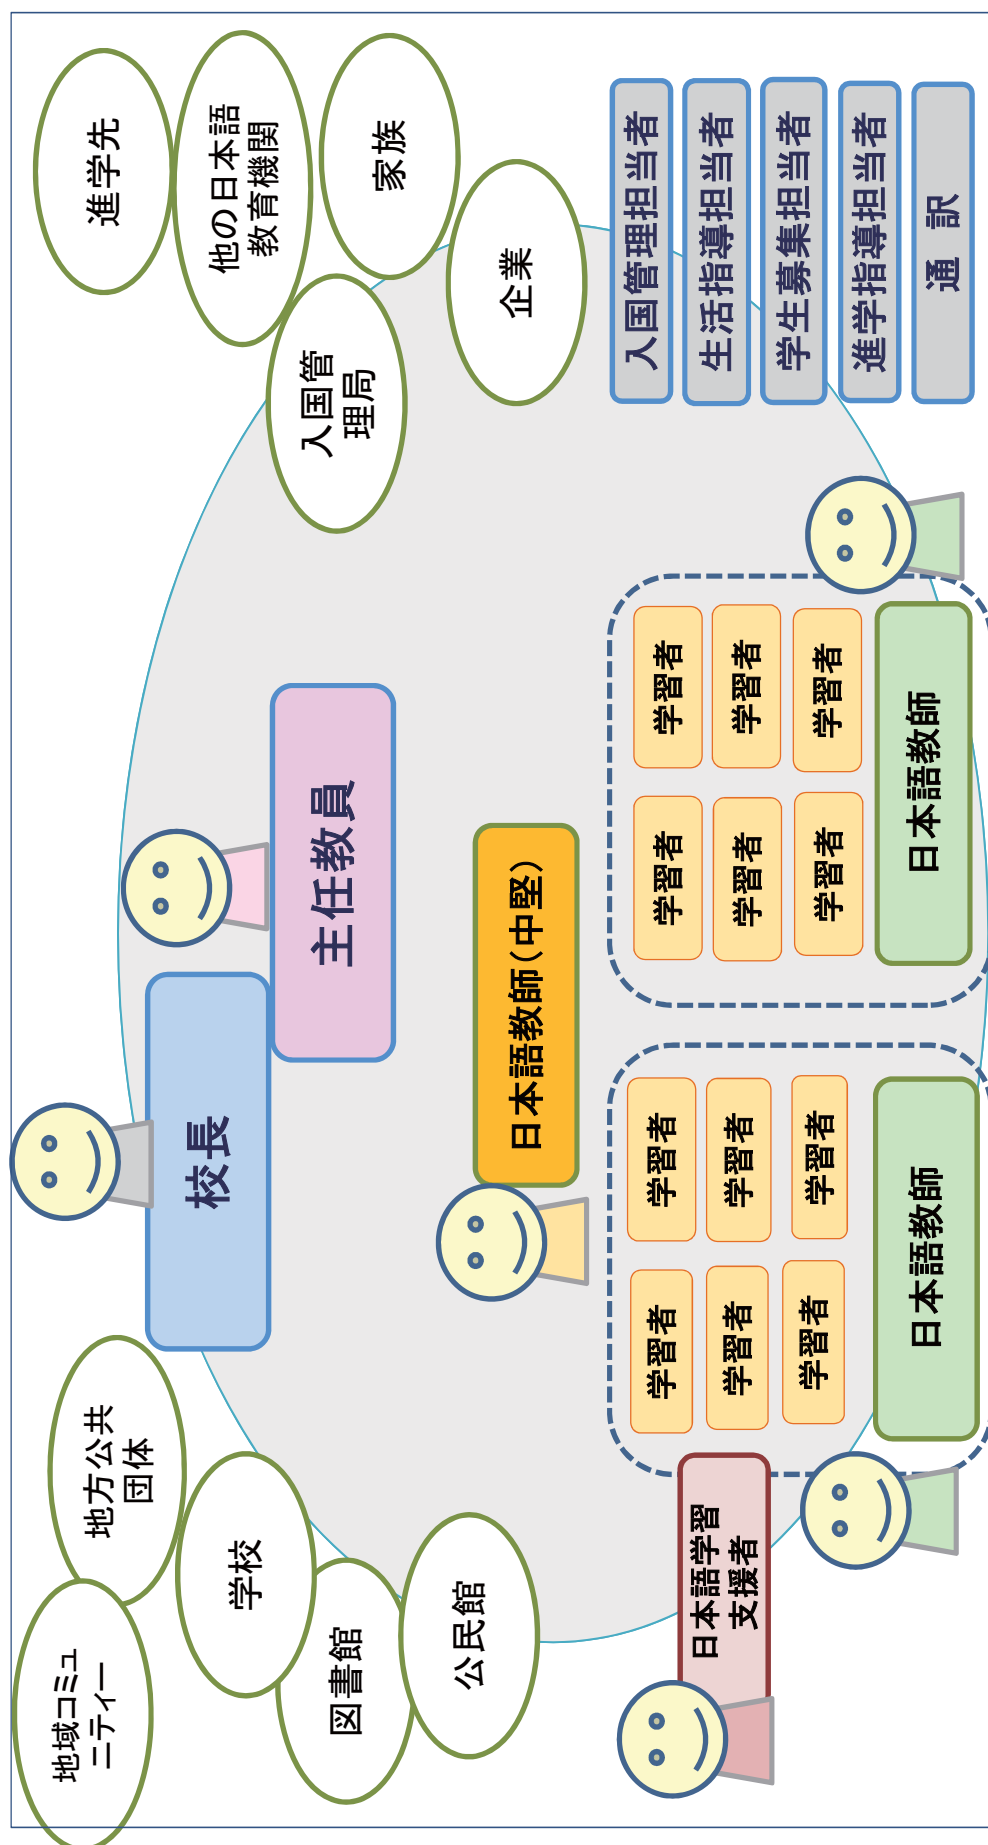 地域コミュ
ニティー
地方公共
団体
学校
図書館
公民館
校長
主任教員
進学先
他の日本語
教育機関
家族
入国管
理局
企業
日本語教師(中堅)
日本語学習
支援者
学習者
学習者
学習者
学習者
学習者
学習者
日本語教師
学習者
学習者
学習者
学習者
学習者
学習者
日本語教師
入国管理担当者
生活指導担当者
学生募集担当者
進学指導担当者
通 訳